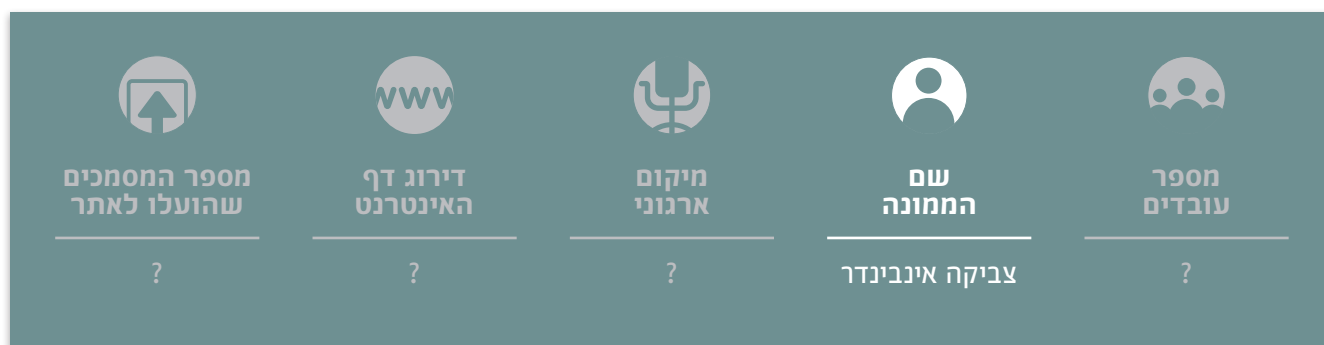 מספר
עובדים
?
שם
הממונה
צביקה אינבינדר
מיקום
ארגוני
?
www
דירוג דף
האינטרנט
?
מספר המסמכים
שהועלו לאתר
?